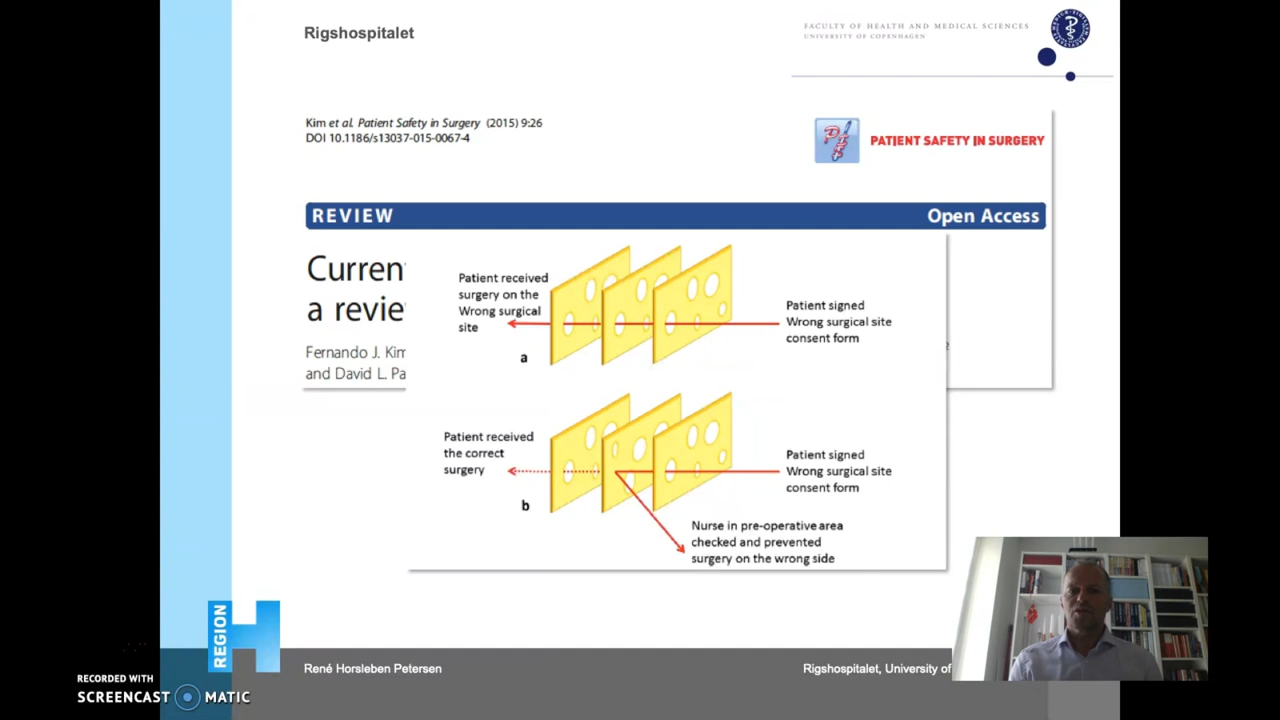 Rigshospitalet
FACULTY OF HEALTH AND MEDICAL SCIENCES
UNIVERSITY OF COPENHAGEN
Kim et al. Patient Safety in Surgery (2015) 9:26
DOI 10.1186/s13037-015-0067-4
PATIENT SAFETY IN SURGERY
REVIEW
Open Access
Curren
a revie
Fernando J. Kim
and David L. Pa
2
Patient received
surgery on the
Wrong surgical
site
a
Patient signed
Wrong surgical site
consent form
Patient received
the correct
surgery
b
Patient signed
Wrong surgical site
consent form
Nurse in pre-operative area
checked and prevented
surgery on the wrong side
REGION
H
René Horsleben Petersen
Rigshospitalet, University of
RECORDED WITH
SCREENCAST MATIC